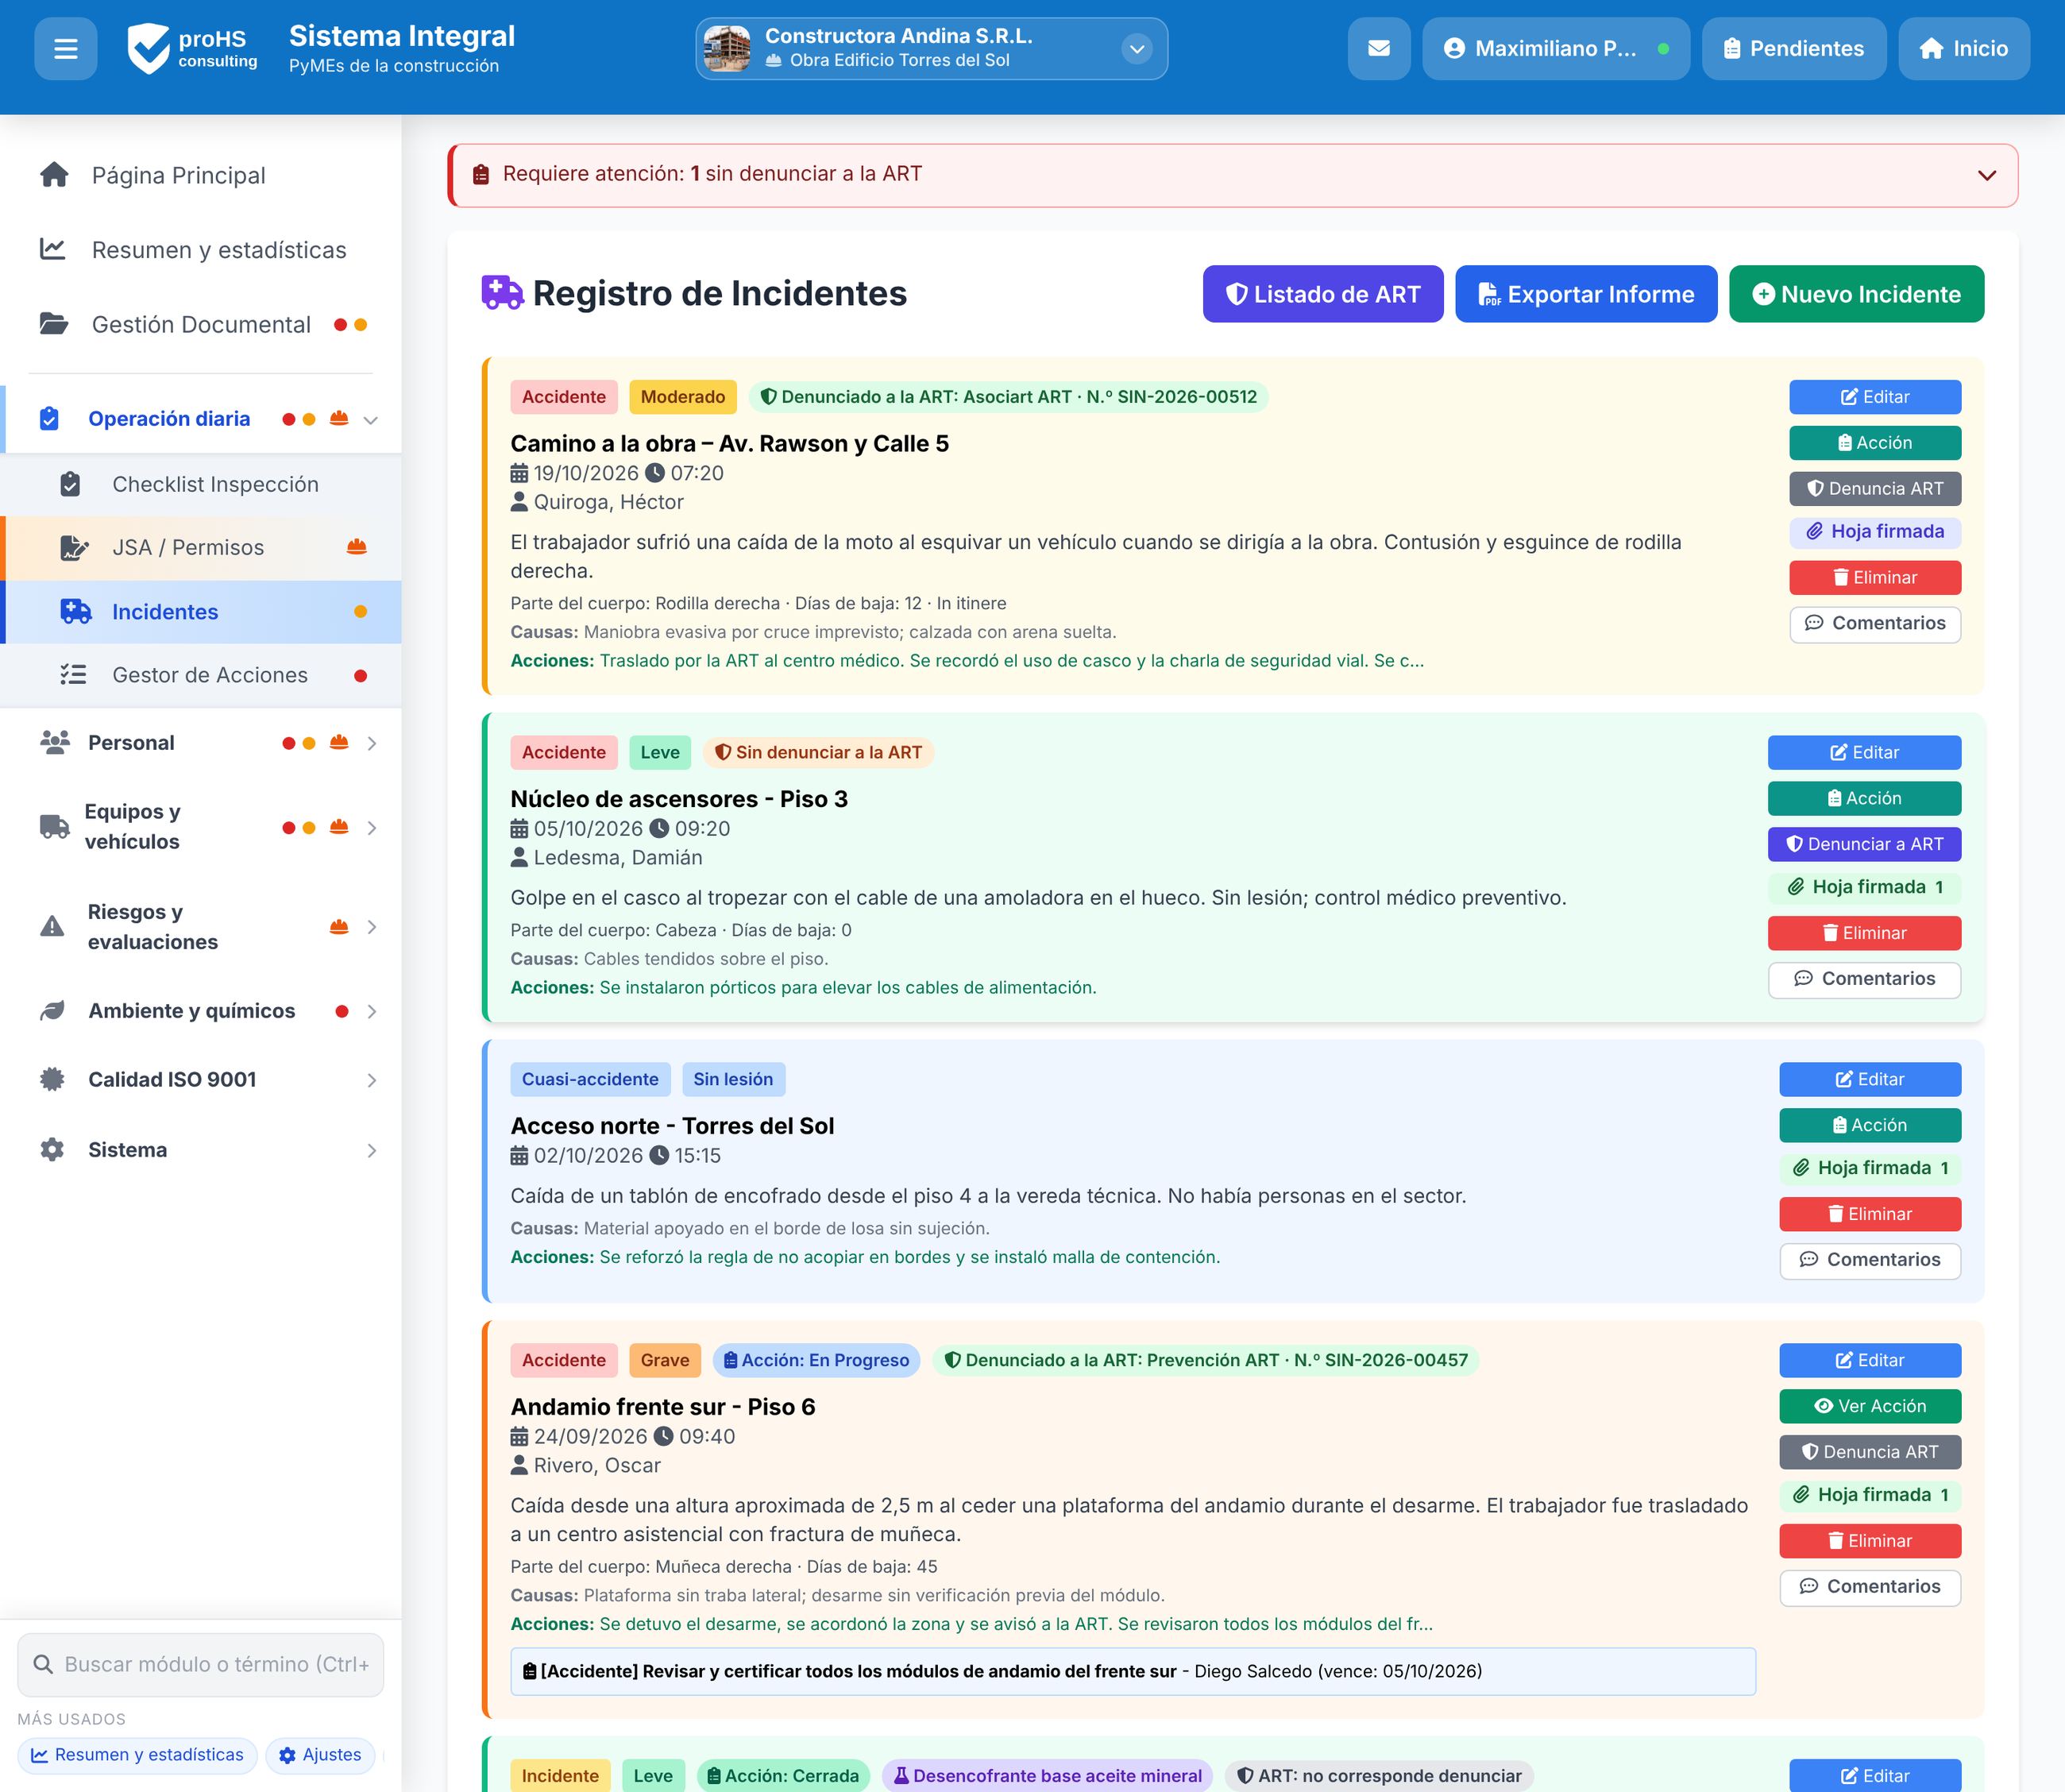 proHS
consulting
Sistema Integral
PyMEs de la construcción
Constructora Andina S.R.L.
Obra Edificio Torres del Sol
Maximiliano P...
Pendientes
Inicio
Página Principal
Resumen y estadísticas
Gestión Documental
Operación diaria
Checklist Inspección
JSA / Permisos
Incidentes
Gestor de Acciones
Personal
Equipos y
vehículos
Riesgos y
evaluaciones
Ambiente y químicos
Calidad ISO 9001
Sistema
Buscar módulo o término (Ctrl+
MÁS USADOS
Resumen y estadísticas
Ajustes
Requiere atención: 1 sin denunciar a la ART
Registro de Incidentes
Listado de ART
PDF Exportar Informe
Nuevo Incidente
Accidente Moderado Denunciado a la ART: Asociart ART · N.º SIN-2026-00512
Camino a la obra – Av. Rawson y Calle 5
19/10/2026 07:20
Quiroga, Héctor
El trabajador sufrió una caída de la moto al esquivar un vehículo cuando se dirigía a la obra. Contusión y esguince de rodilla
derecha.
Parte del cuerpo: Rodilla derecha · Días de baja: 12 · In itinere
Causas: Maniobra evasiva por cruce imprevisto; calzada con arena suelta.
Acciones: Traslado por la ART al centro médico. Se recordó el uso de casco y la charla de seguridad vial. Se c...
Editar
Acción
Denuncia ART
Hoja firmada
Eliminar
Comentarios
Accidente Leve Sin denunciar a la ART
Núcleo de ascensores - Piso 3
05/10/2026 09:20
Ledesma, Damián
Golpe en el casco al tropezar con el cable de una amoladora en el hueco. Sin lesión; control médico preventivo.
Parte del cuerpo: Cabeza · Días de baja: 0
Causas: Cables tendidos sobre el piso.
Acciones: Se instalaron pórticos para elevar los cables de alimentación.
Editar
Acción
Denunciar a ART
Hoja firmada 1
Eliminar
Comentarios
Cuasi-accidente Sin lesión
Acceso norte - Torres del Sol
02/10/2026 15:15
Caída de un tablón de encofrado desde el piso 4 a la vereda técnica. No había personas en el sector.
Causas: Material apoyado en el borde de losa sin sujeción.
Acciones: Se reforzó la regla de no acopiar en bordes y se instaló malla de contención.
Editar
Acción
Hoja firmada 1
Eliminar
Comentarios
Accidente Grave Acción: En Progreso Denunciado a la ART: Prevención ART · N.º SIN-2026-00457
Andamio frente sur - Piso 6
24/09/2026 09:40
Rivero, Oscar
Caída desde una altura aproximada de 2,5 m al ceder una plataforma del andamio durante el desarme. El trabajador fue trasladado
a un centro asistencial con fractura de muñeca.
Parte del cuerpo: Muñeca derecha · Días de baja: 45
Causas: Plataforma sin traba lateral; desarme sin verificación previa del módulo.
Acciones: Se detuvo el desarme, se acordonó la zona y se avisó a la ART. Se revisaron todos los módulos del fr...
[Accidente] Revisar y certificar todos los módulos de andamio del frente sur - Diego Salcedo (vence: 05/10/2026)
Editar
Ver Acción
Denuncia ART
Hoja firmada 1
Eliminar
Comentarios
Incidente Leve Acción: Cerrada Desencofrante base aceite mineral ART: no corresponde denunciar
Editar